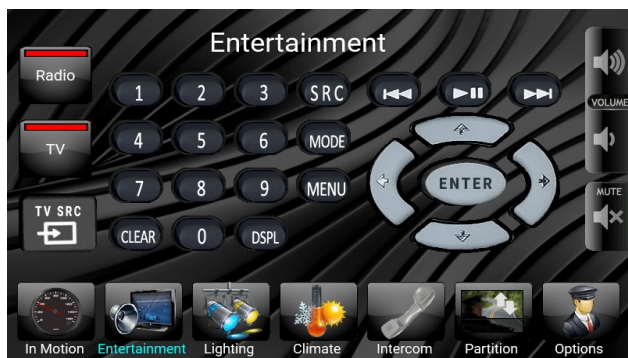 Entertainment
Radio
1 2 3 SRC
VOLUME
TV
4 5 6 MODE
ENTER
7 8 9 MENU
MUTE
TV SRC
CLEAR 0 DSPL
In Motion Entertainment Lighting Climate Intercom Partition Options